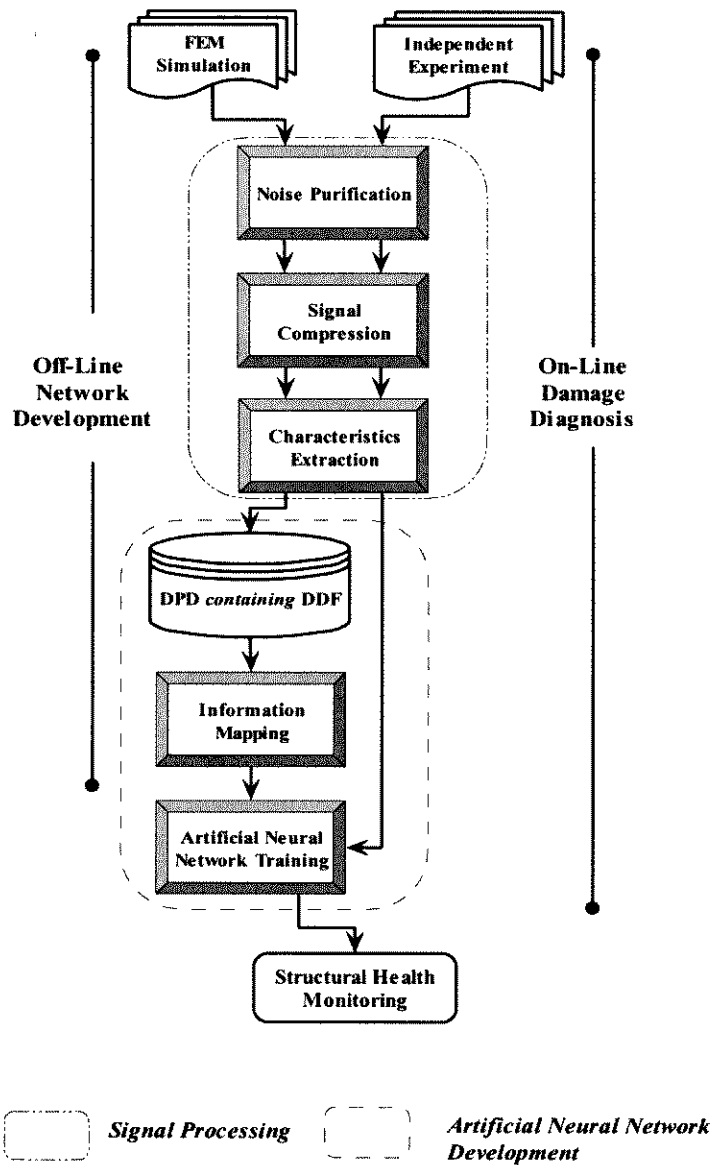 FEM
Simulation
Independent
Experiment
Noise Purification
Signal
Compression
Off-Line
Network
Development
On-Line
Damage
Diagnosis
Characteristics
Extraction
DPD containing DDF
Information
Mapping
Artificial Neural
Network Training
Structural Health
Monitoring
Signal Processing
Artificial Neural Network
Development